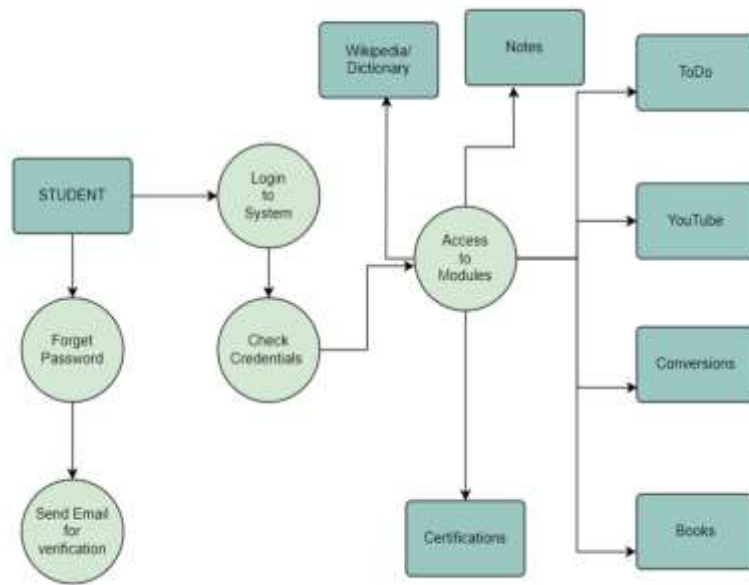 Wikipedia/
Dictionary
Notes
ToDo
STUDENT
Login
to
System
Access
to
Modules
YouTube
Forget
Password
Check
Credentials
Conversions
Send Email
for
verification
Certifications
Books